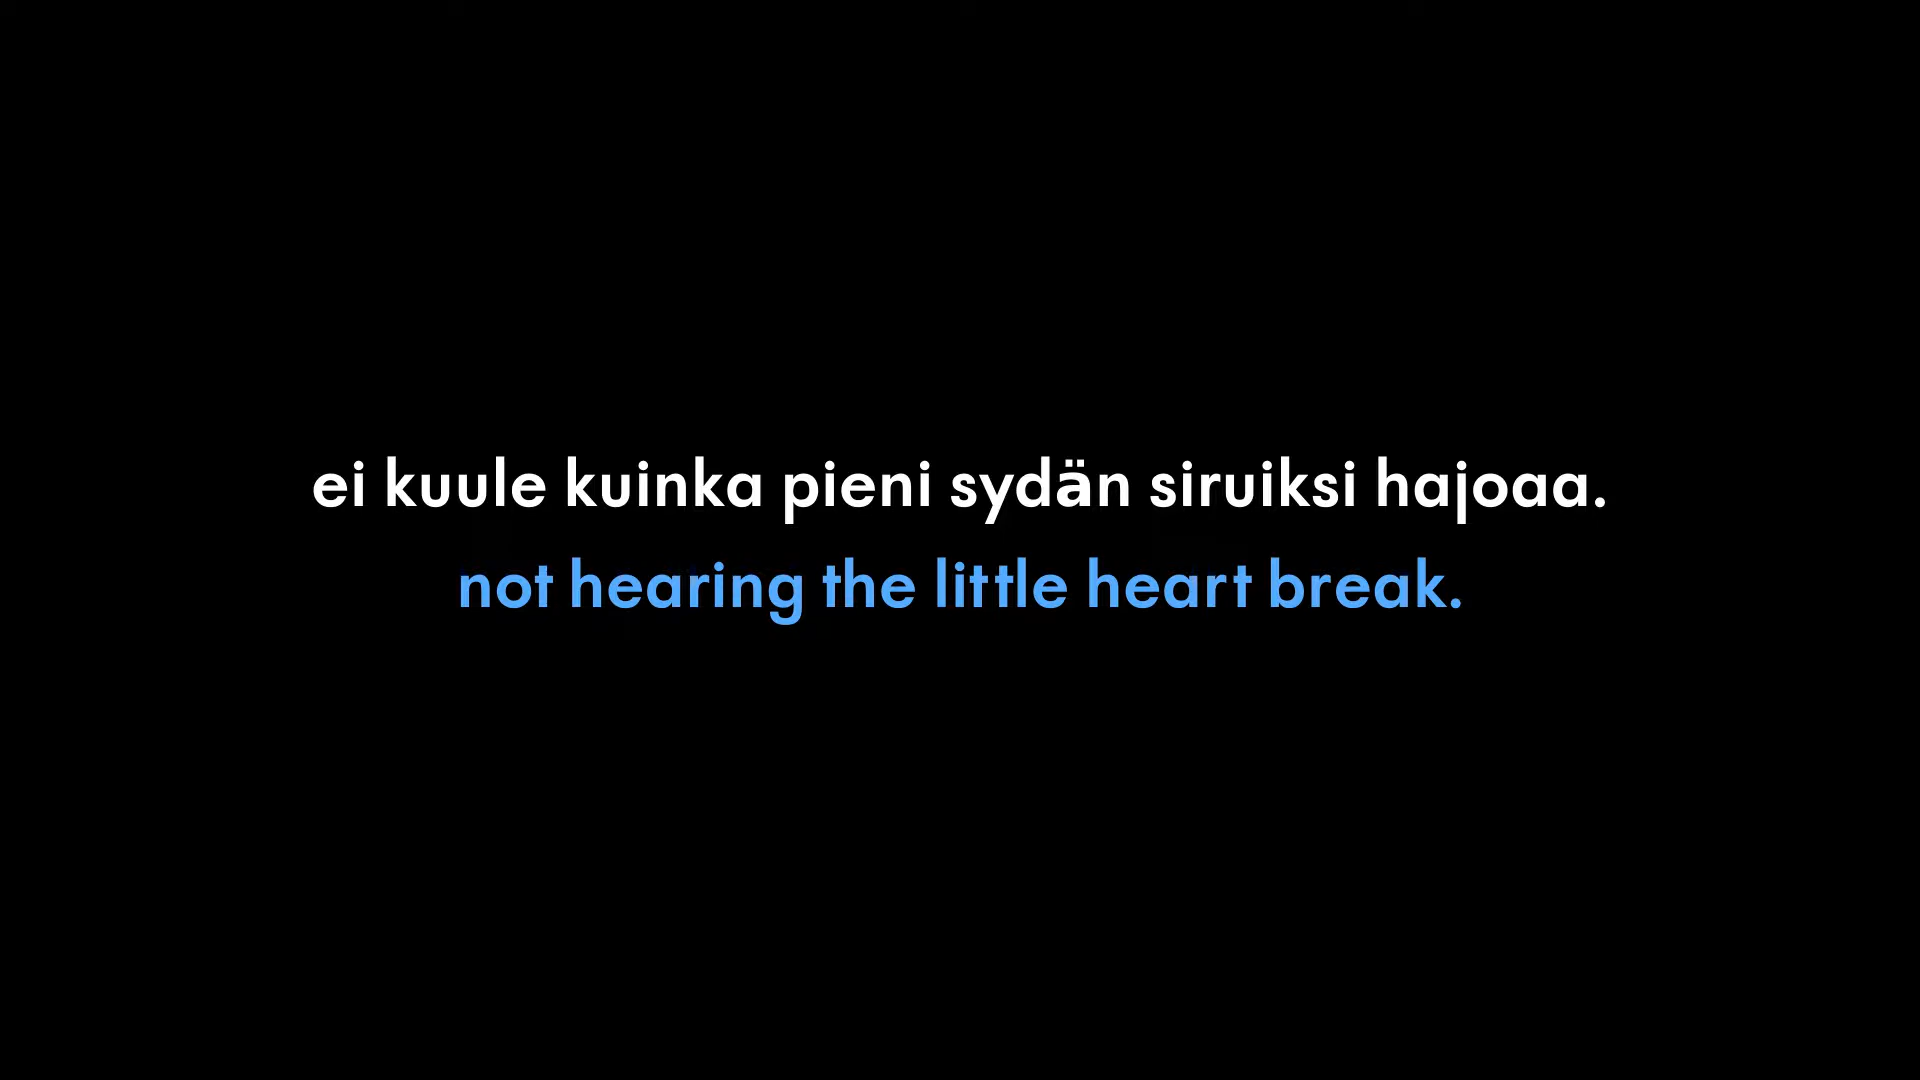 ei kuule kuinka pieni sydän siruiksi hajoaa.
not hearing the little heart break.